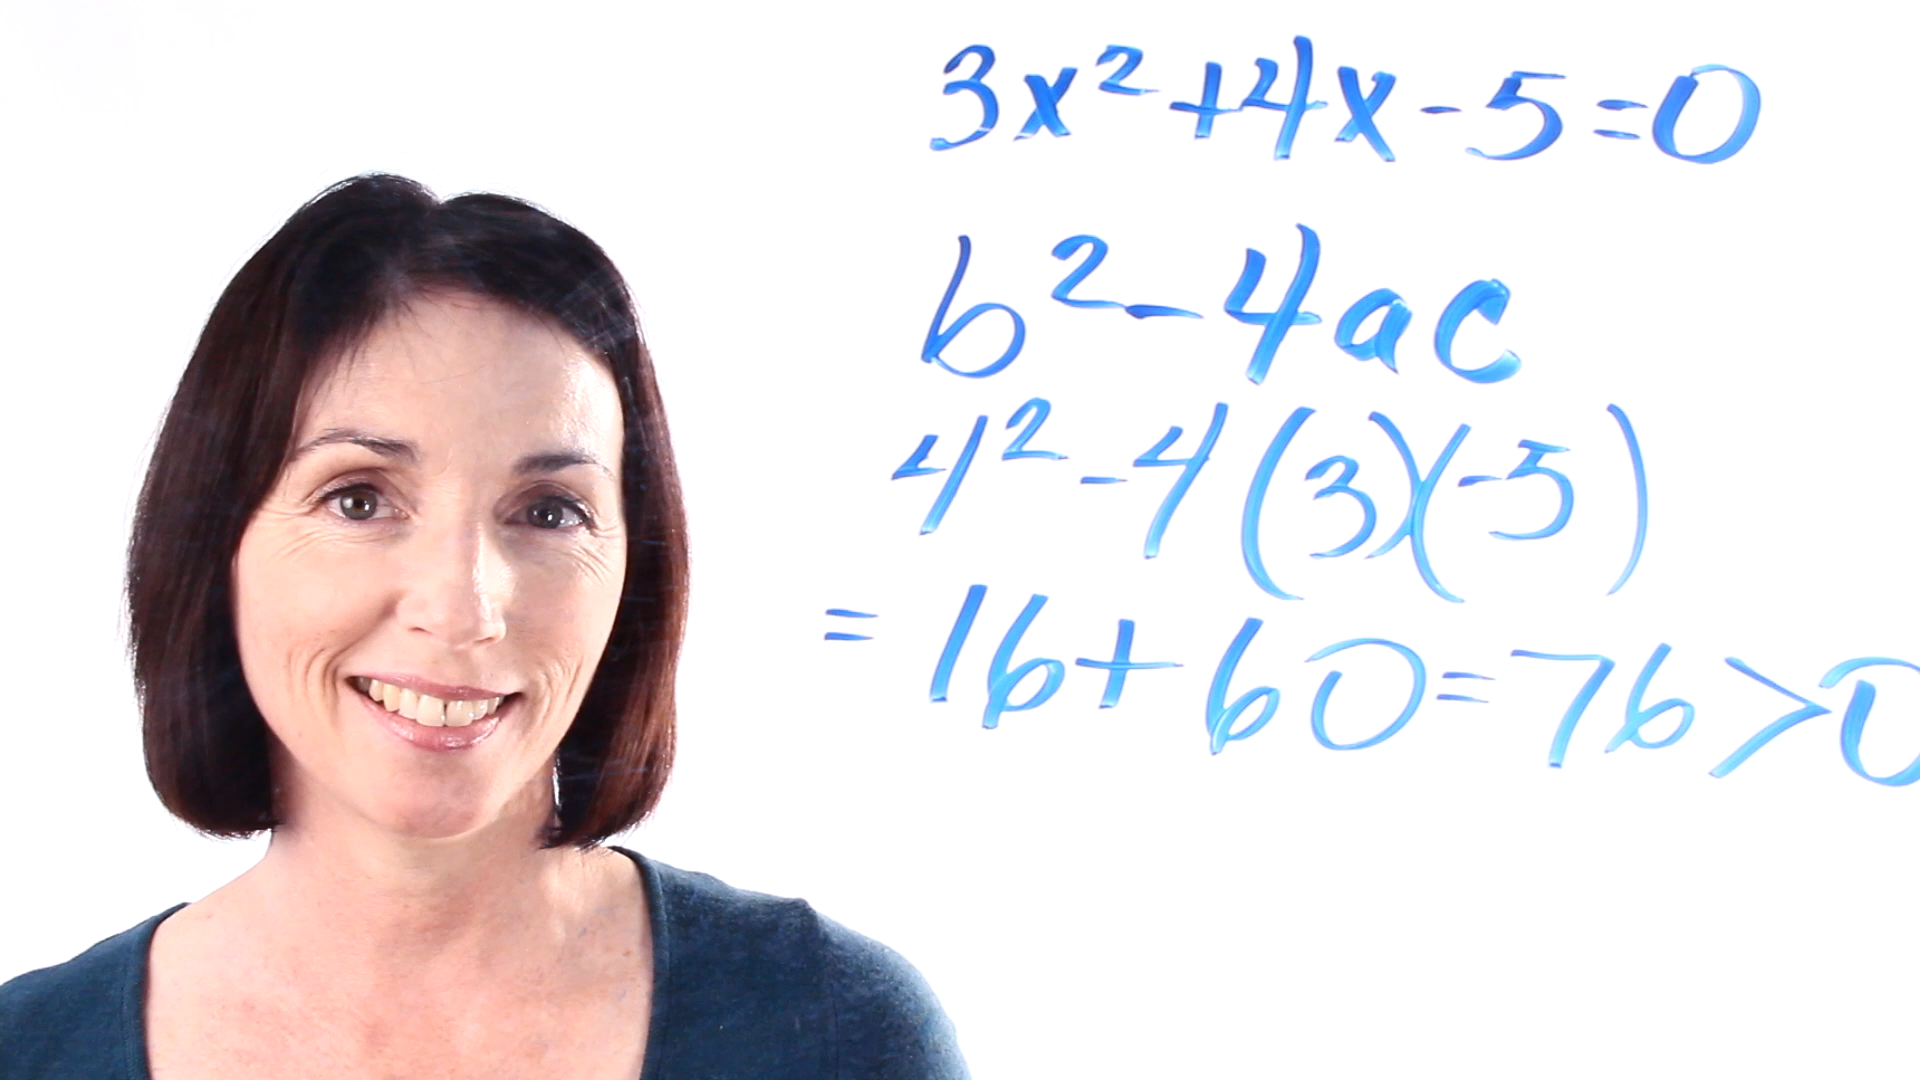 3x²+4x-5=0
b²-4ac
4²-4(3)(-5)
=16+60=76>0